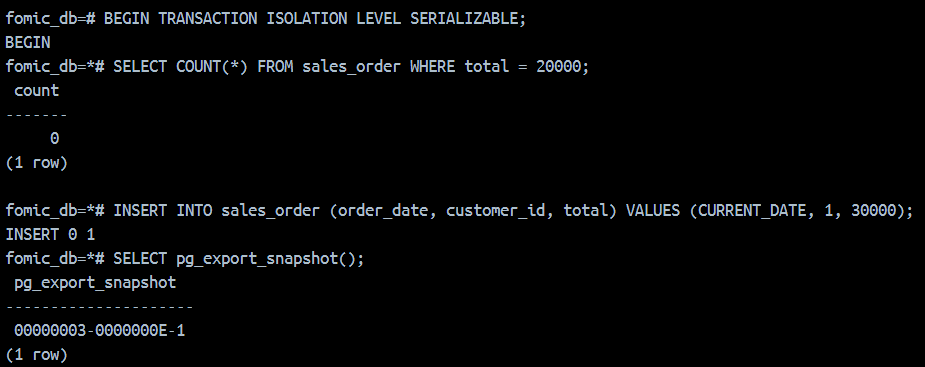 fomic_db=# BEGIN TRANSACTION ISOLATION LEVEL SERIALIZABLE;
BEGIN
fomic_db=*# SELECT COUNT(*) FROM sales_order WHERE total = 20000;
 count
-------
     0
(1 row)

fomic_db=*# INSERT INTO sales_order (order_date, customer_id, total) VALUES (CURRENT_DATE, 1, 30000);
INSERT 0 1
fomic_db=*# SELECT pg_export_snapshot();
 pg_export_snapshot
---------------------
 00000003-0000000E-1
(1 row)